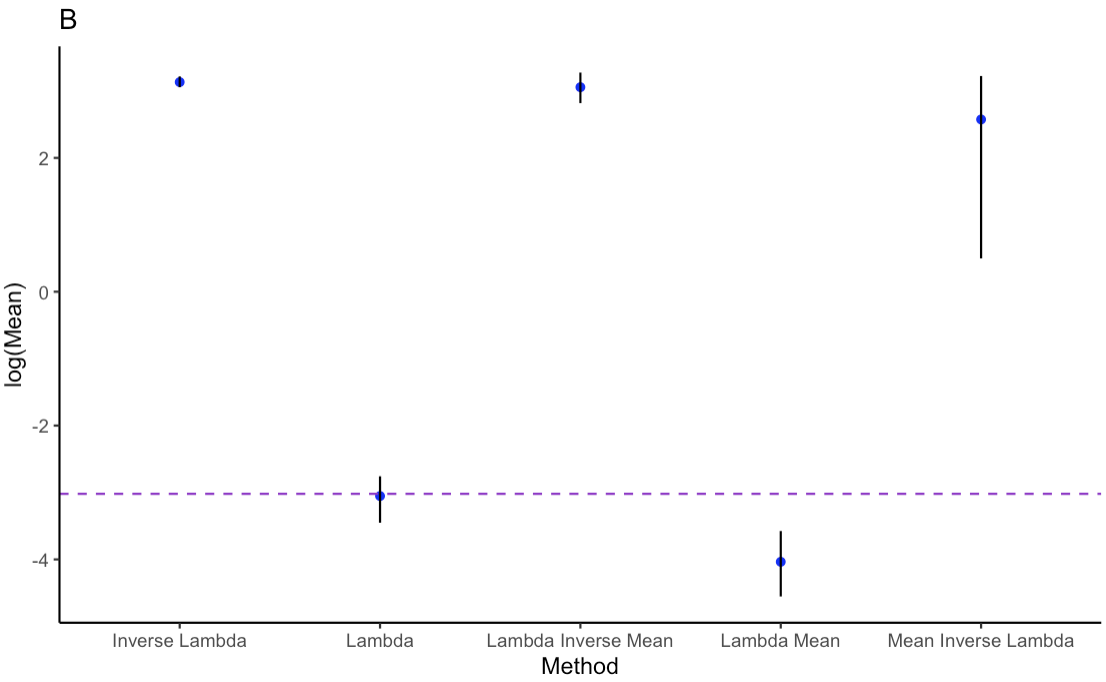 B
log(Mean)
2
0
-2
-4
Inverse Lambda
Lambda
Lambda Inverse Mean
Lambda Mean
Mean Inverse Lambda
Method